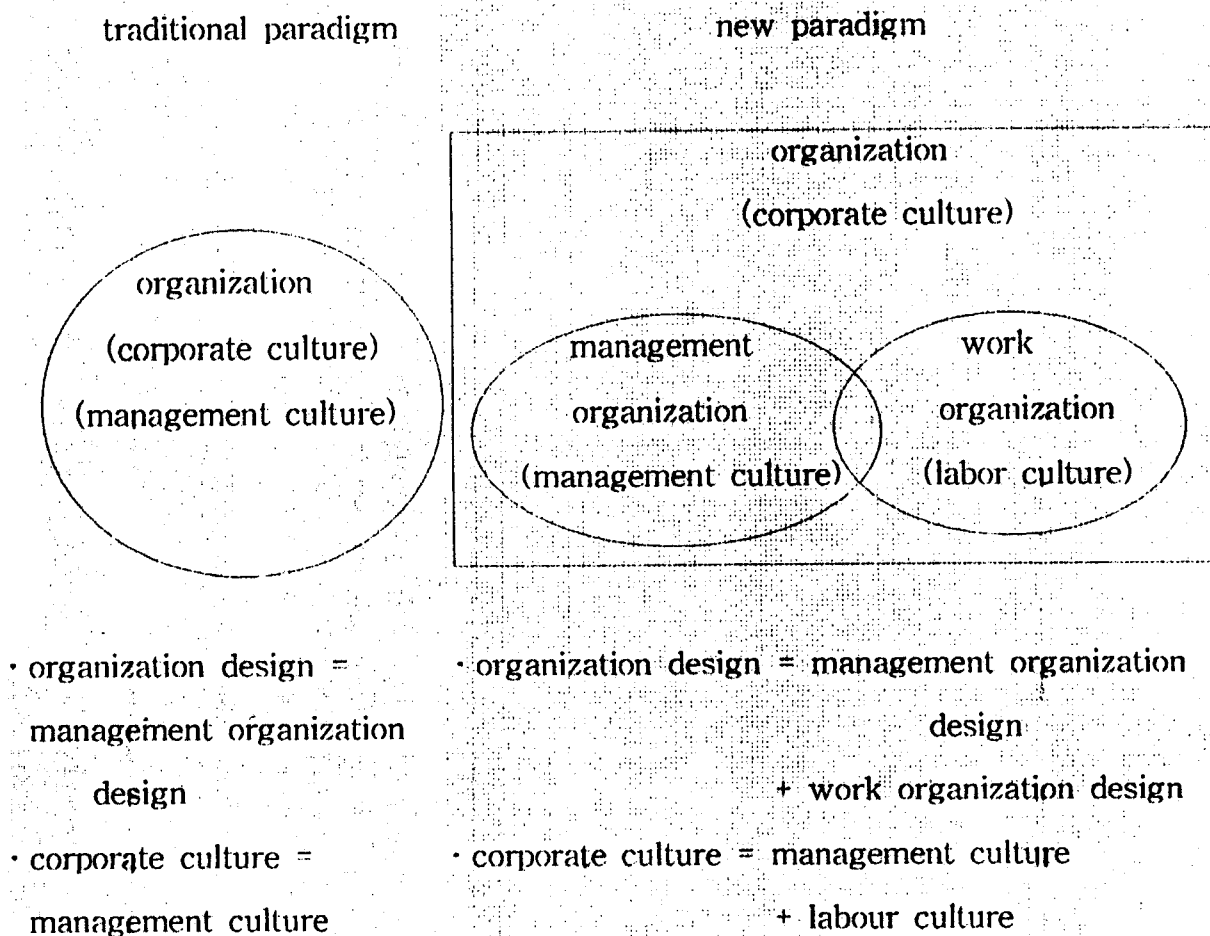 traditional paradigm
new paradigm
organization
(corporate culture)
(management culture)
organization
(corporate culture)
management
organization
(management culture)
work
organization
(labor culture)
· organization design =
management organization
design
· corporate culture =
management culture
· organization design = management organization
design
+ work organization design
· corporate culture = management culture
+ labour culture